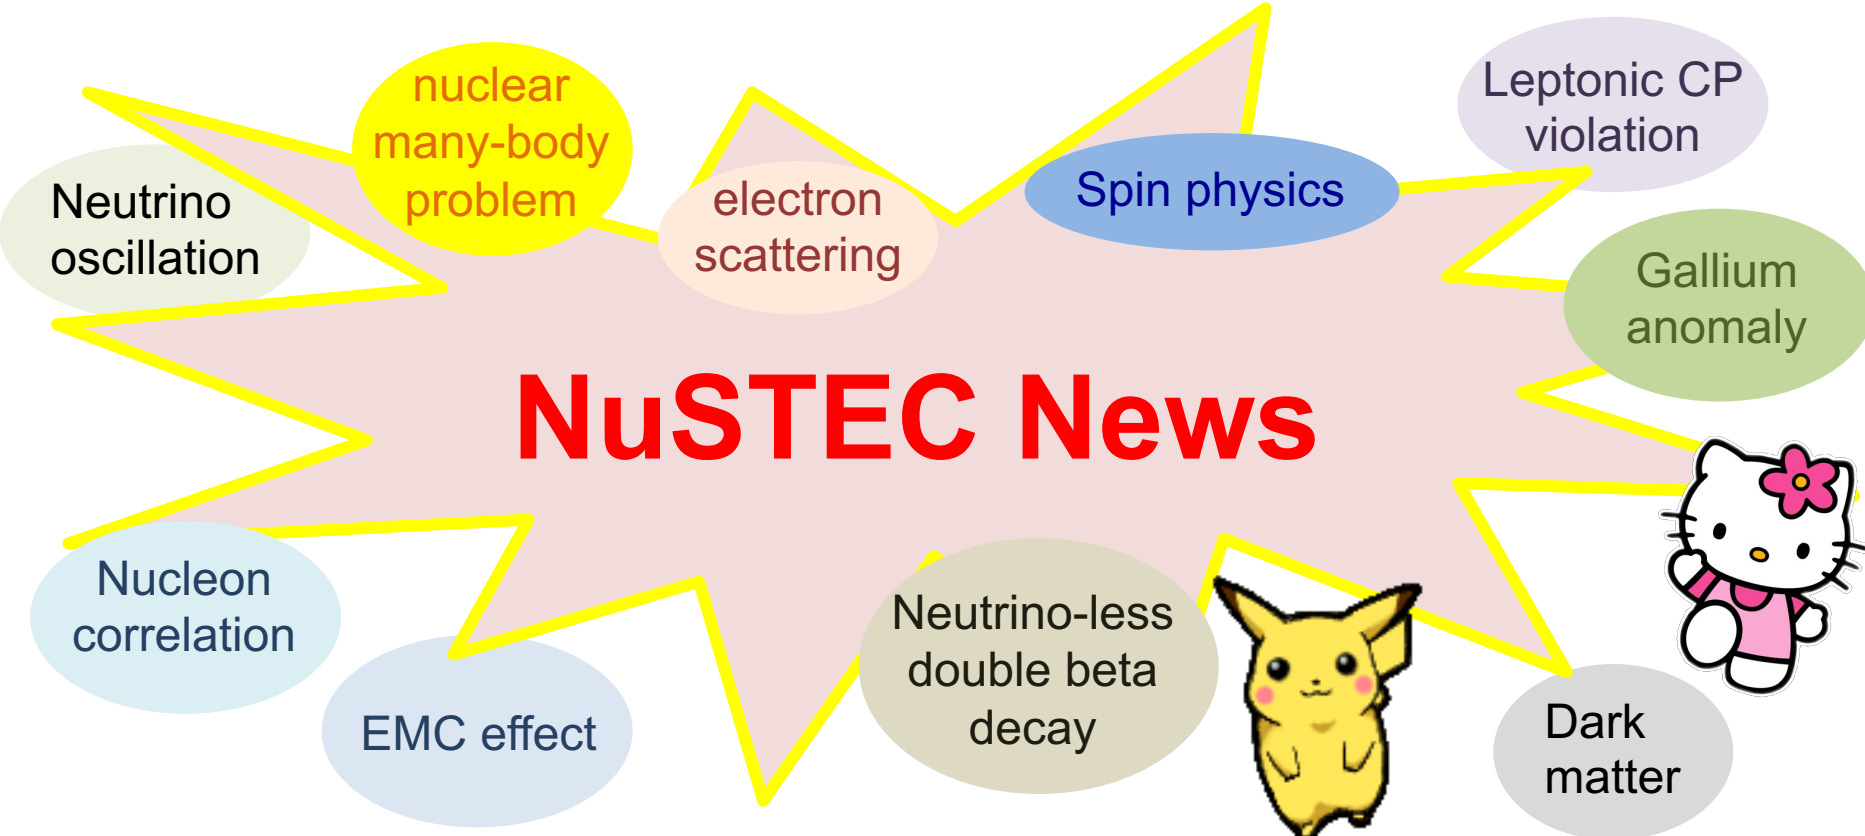 nuclear
many-body
problem
Leptonic CP
violation
Neutrino
oscillation
electron
scattering
Spin physics
Gallium
anomaly
NuSTEC News
Nucleon
correlation
EMC effect
Neutrino-less
double beta
decay
Dark
matter